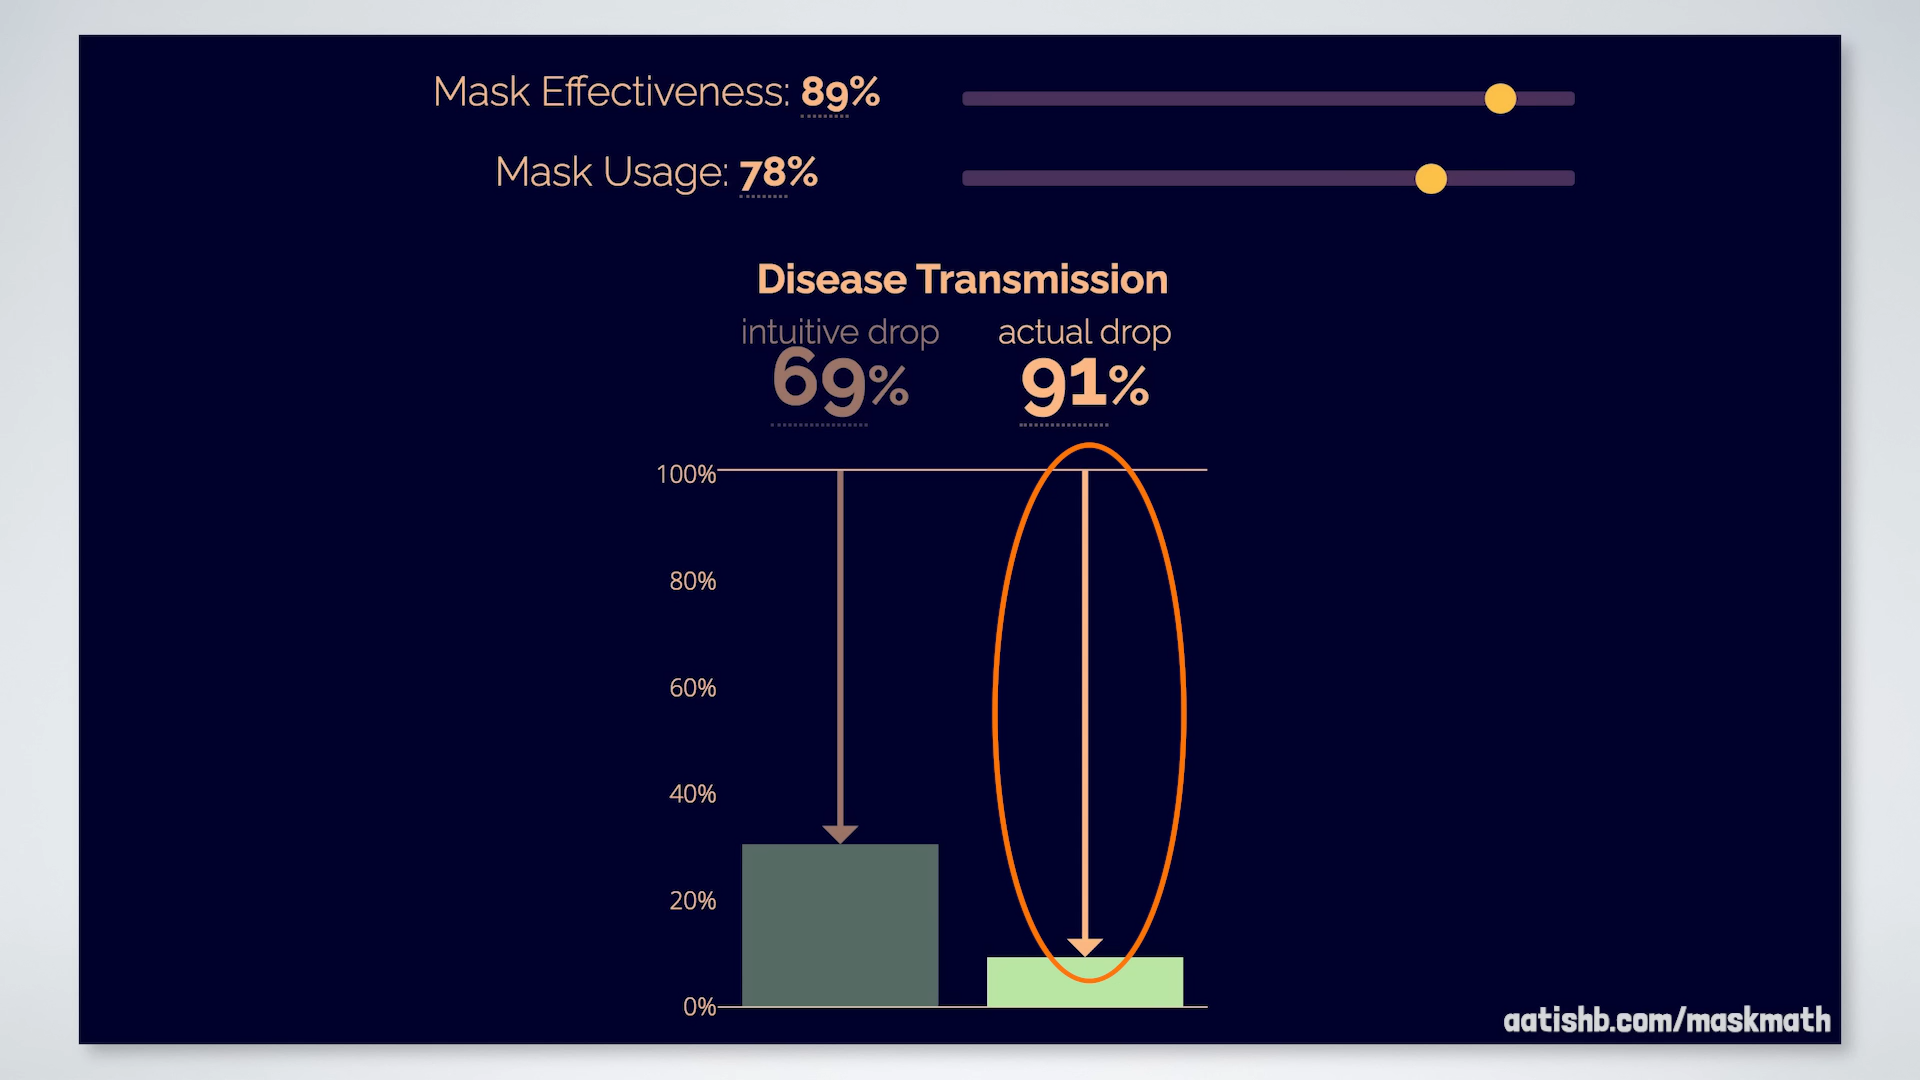 Mask Effectiveness: 89%
Mask Usage: 78%
Disease Transmission
intuitive drop actual drop
69% 91%
100%
80%
60%
40%
20%
0%
aatishb.com/maskmath